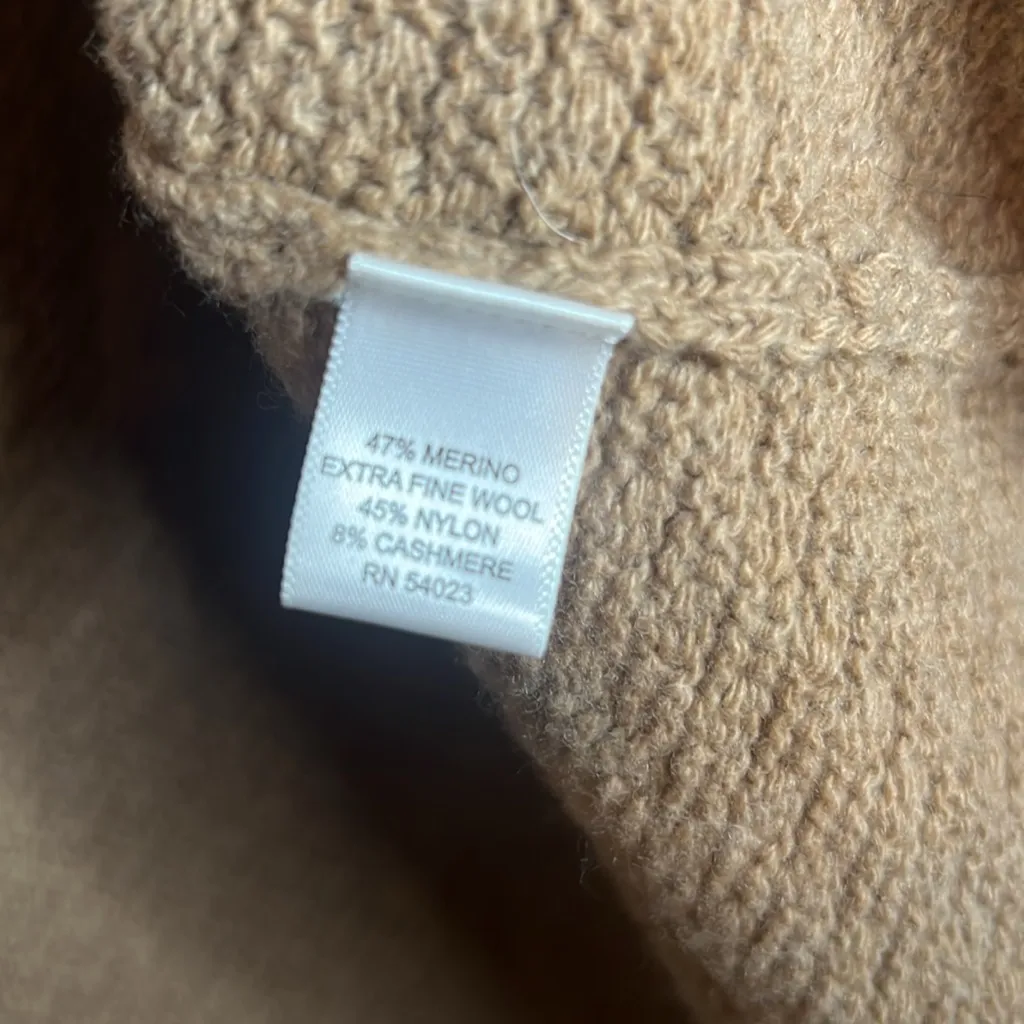 47% MERINO
EXTRA FINE WOOL
45% NYLON
8% CASHMERE
RN 54023